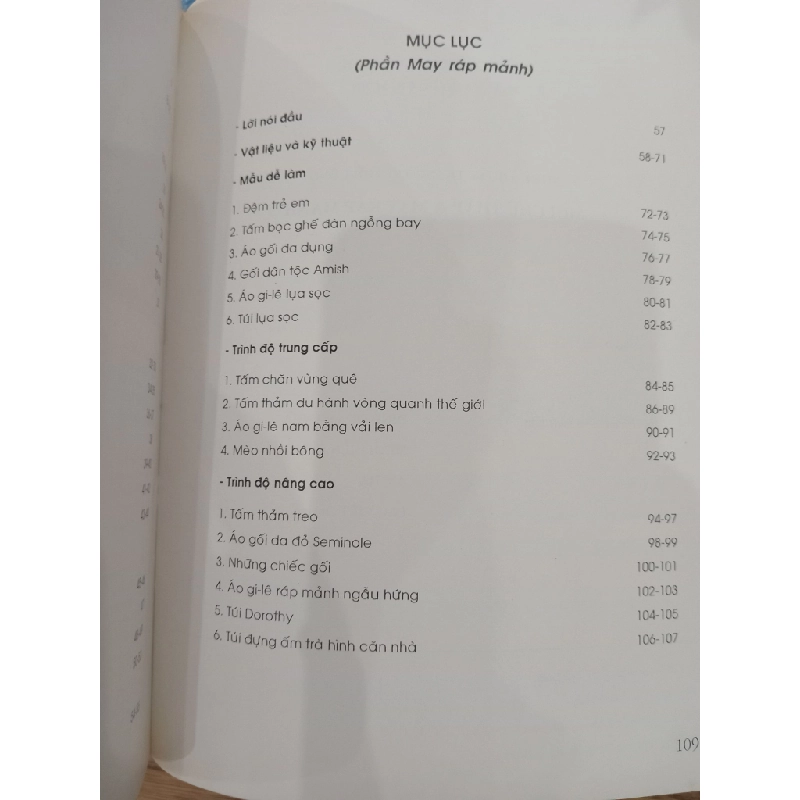 MỤC LỤC
(Phần May ráp mảnh)
- Lời nói đầu 57
- Vật liệu và kỹ thuật 58-71
- Mẫu dễ làm
1. Đệm trẻ em 72-73
2. Tấm bọc ghế đàn ngỗng bay 74-75
3. Áo gối đa dụng 76-77
4. Gối dân tộc Amish 78-79
5. Áo gi-lê lụa sọc 80-81
6. Túi lục sọc 82-83
- Trình độ trung cấp
1. Tấm chăn vùng quê 84-85
2. Tấm thảm du hành vòng quanh thế giới 86-89
3. Áo gi-lê nam bằng vải len 90-91
4. Mèo nhồi bông 92-93
- Trình độ nâng cao
1. Tấm thảm treo 94-97
2. Áo gối da đỏ Seminole 98-99
3. Những chiếc gối 100-101
4. Áo gi-lê ráp mảnh ngẫu hứng 102-103
5. Túi Dorothy 104-105
6. Túi đựng ấm trà hình căn nhà 106-107
109